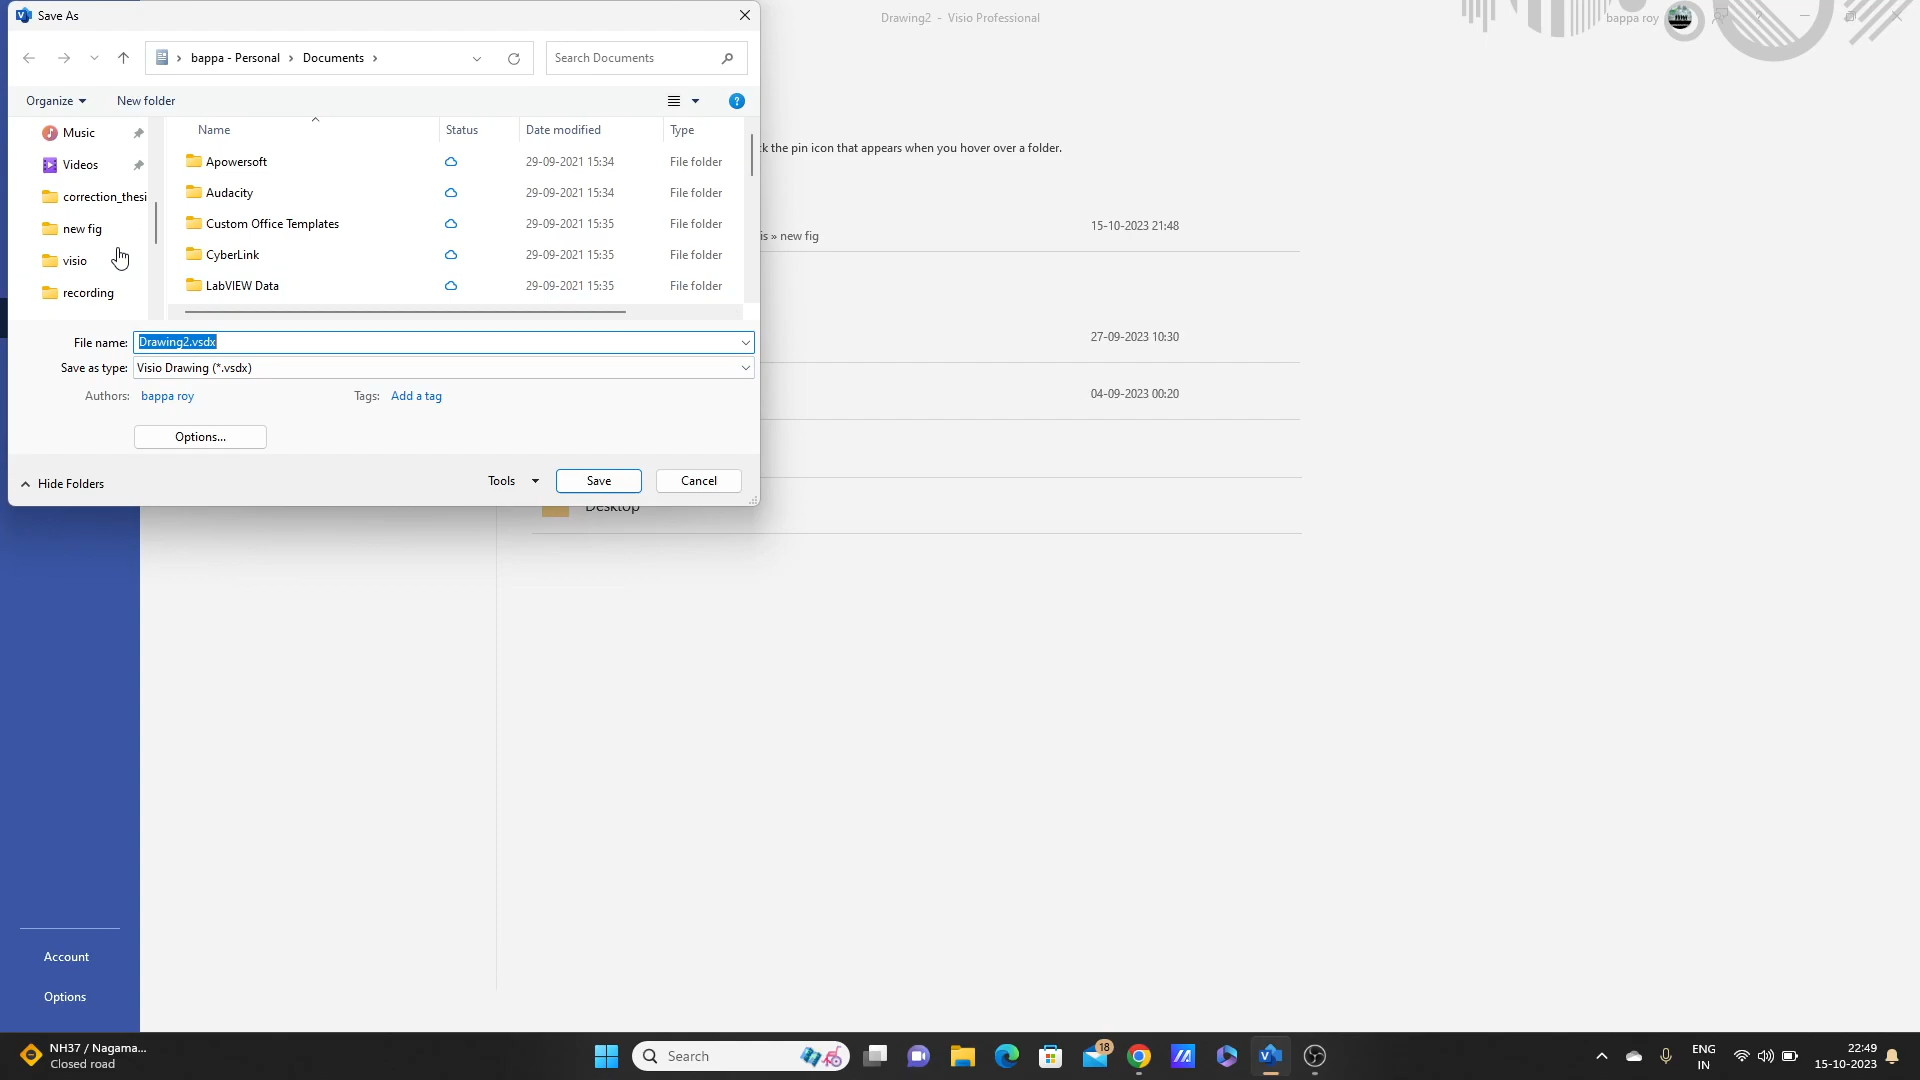 Save As
Drawing2 - Visio Professional
bappa roy
bappa - Personal > Documents >
Search Documents
Organize
New folder
Music
Videos
correction_thesi
new fig
visio
recording
Name
Status
Date modified
Type
Apowersoft
29-09-2021 15:34
File folder
Audacity
29-09-2021 15:34
File folder
Custom Office Templates
29-09-2021 15:35
File folder
CyberLink
29-09-2021 15:35
File folder
LabVIEW Data
29-09-2021 15:35
File folder
File name:
Drawing2.vsdx
Save as type:
Visio Drawing (*.vsdx)
Authors:
bappa roy
Tags:
Add a tag
Options...
Hide Folders
Tools
Save
Cancel
the pin icon that appears when you hover over a folder.
» new fig
15-10-2023 21:48
27-09-2023 10:30
04-09-2023 00:20
Desktop
Account
Options
NH37 / Nagama...
Closed road
Search
18
ENG
IN
22:49
15-10-2023